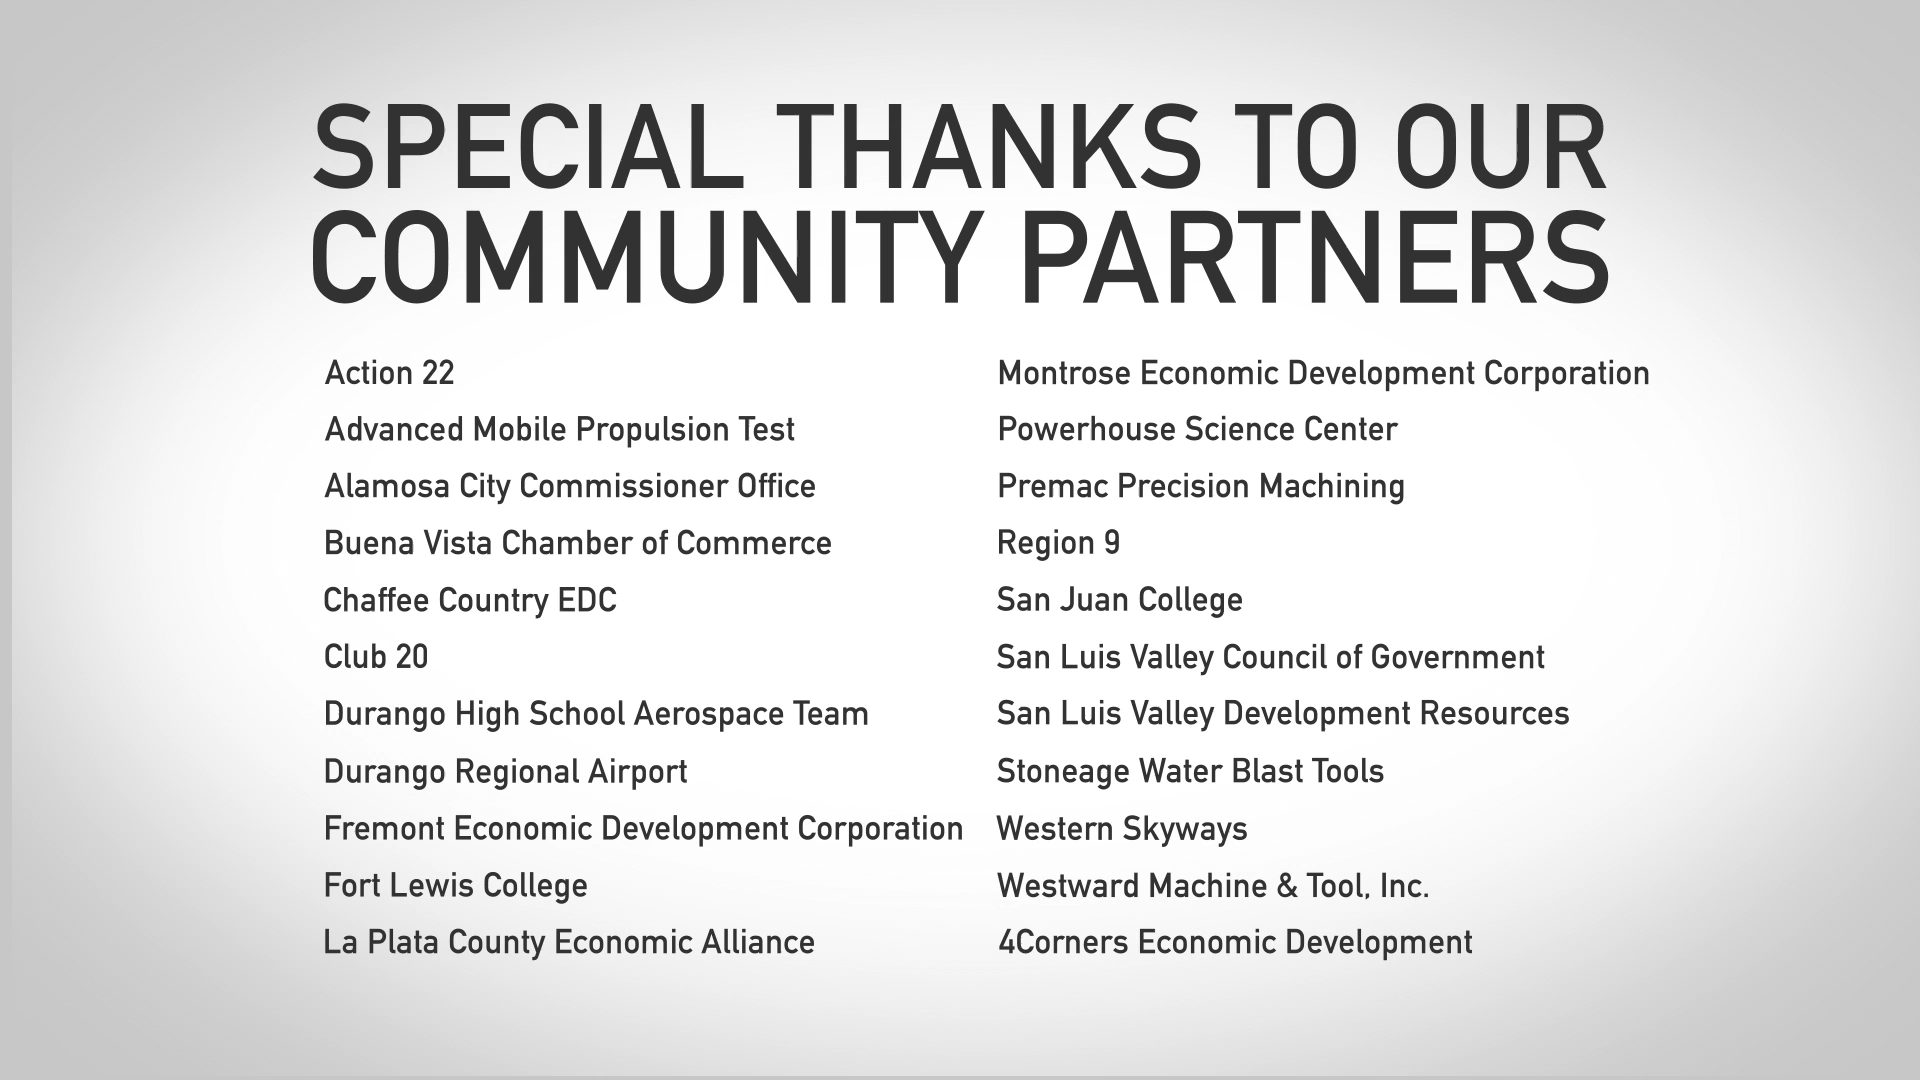 SPECIAL THANKS TO OUR
COMMUNITY PARTNERS
Action 22
Advanced Mobile Propulsion Test
Alamosa City Commissioner Office
Buena Vista Chamber of Commerce
Chaffee Country EDC
Club 20
Durango High School Aerospace Team
Durango Regional Airport
Fremont Economic Development Corporation
Fort Lewis College
La Plata County Economic Alliance
Montrose Economic Development Corporation
Powerhouse Science Center
Premac Precision Machining
Region 9
San Juan College
San Luis Valley Council of Government
San Luis Valley Development Resources
Stoneage Water Blast Tools
Western Skyways
Westward Machine & Tool, Inc.
4Corners Economic Development